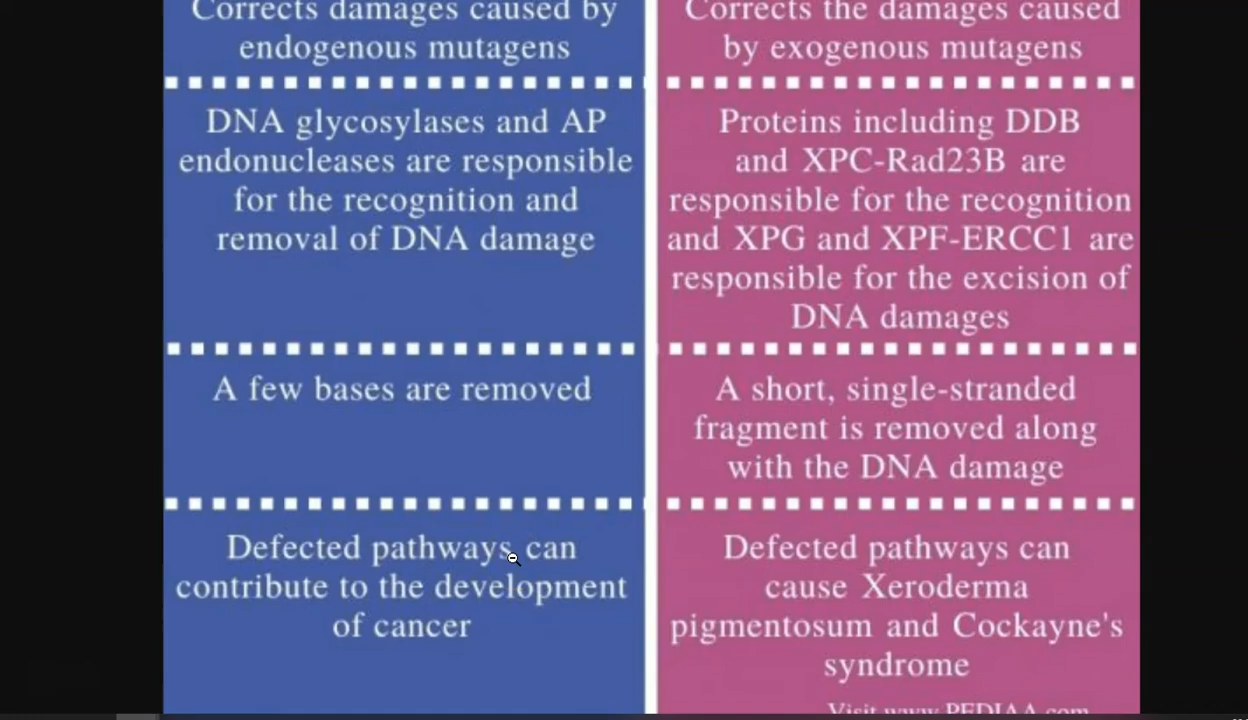 Corrects damages caused by
endogenous mutagens
DNA glycosylases and AP
endonucleases are responsible
for the recognition and
removal of DNA damage
A few bases are removed
Defected pathways can
contribute to the development
of cancer
Corrects the damages caused
by exogenous mutagens
Proteins including DDB
and XPC-Rad23B are
responsible for the recognition
and XPG and XPF-ERCC1 are
responsible for the excision of
DNA damages
A short, single-stranded
fragment is removed along
with the DNA damage
Defected pathways can
cause Xeroderma
pigmentosum and Cockayne's
syndrome
Visit www.PEDIAA.com